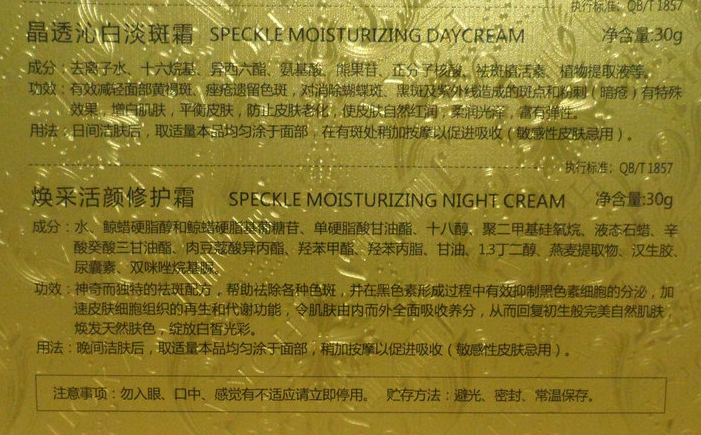 执行标准：QB/T 1857
晶透沁白淡斑霜 SPECKLE MOISTURIZING DAYCREAM 净含量:30g
成分：去离子水、十六烷基、异西六酯、氨基酸、熊果苷、正分子核酸、祛斑植活素、植物提取液等。
功效：有效减轻面部黄褐斑、痤疮遗留色斑，对消除蝴蝶斑、黑斑及紫外线造成的斑点和粉刺（暗疮）有特殊
效果，增白肌肤，平衡皮肤，防止皮肤老化，使皮肤自然红润，柔润光泽，富有弹性。
用法：日间洁肤后，取适量本品均匀涂于面部，在有斑处稍加按摩以促进吸收（敏感性皮肤忌用）。
执行标准：QB/T 1857
焕采活颜修护霜 SPECKLE MOISTURIZING NIGHT CREAM 净含量:30g
成分：水、鲸蜡硬脂醇和鲸蜡硬脂基葡糖苷、单硬脂酸甘油酯、十八醇、聚二甲基硅氧烷、液态石蜡、辛
酸癸酸三甘油酯、肉豆蔻酸异丙酯、羟苯甲酯、羟苯丙脂、甘油、1.3丁二醇、燕麦提取物、汉生胶、
尿囊素、双咪唑烷基脲。
功效：神奇而独特的祛斑配方，帮助祛除各种色斑，并在黑色素形成过程中有效抑制黑色素细胞的分泌，加
速皮肤细胞组织的再生和代谢功能，令肌肤由内而外全面吸收养分，从而回复初生般完美自然肌肤，
焕发天然肤色，绽放白皙光彩。
用法：晚间洁肤后，取适量本品均匀涂于面部，稍加按摩以促进吸收（敏感性皮肤忌用）。
注意事项：勿入眼、口中、感觉有不适应请立即停用。 贮存方法：避光、密封、常温保存。